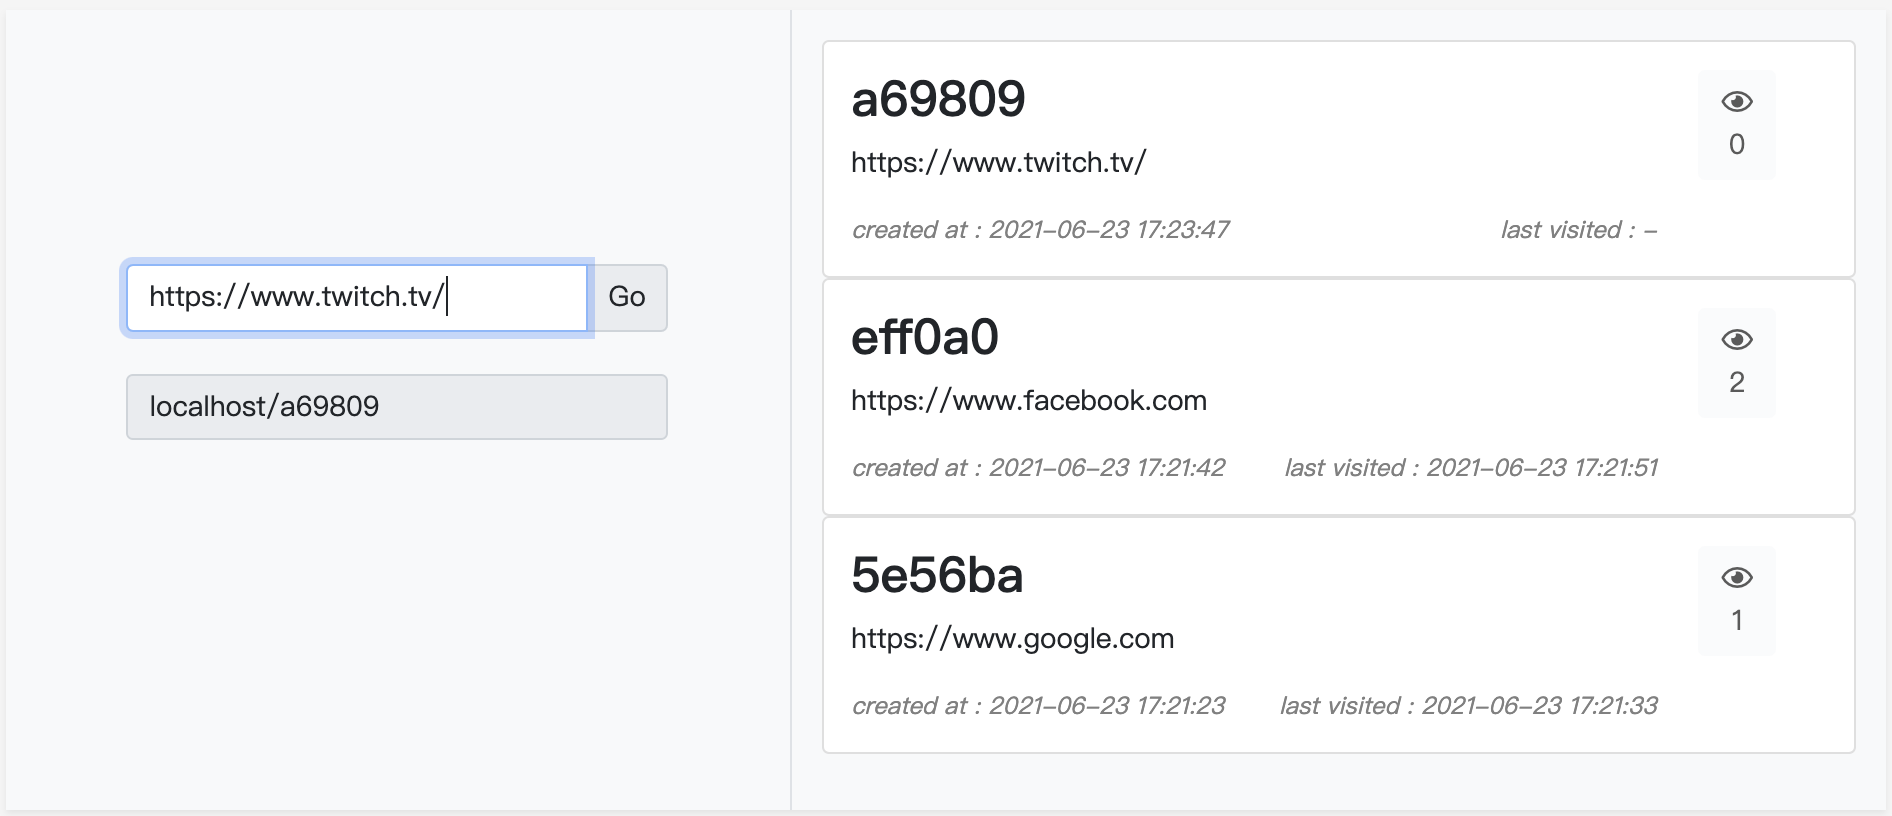 https://www.twitch.tv/
Go
localhost/a69809
a69809
0
https://www.twitch.tv/
created at : 2021-06-23 17:23:47
last visited : -
eff0a0
2
https://www.facebook.com
created at : 2021-06-23 17:21:42
last visited : 2021-06-23 17:21:51
5e56ba
1
https://www.google.com
created at : 2021-06-23 17:21:23
last visited : 2021-06-23 17:21:33